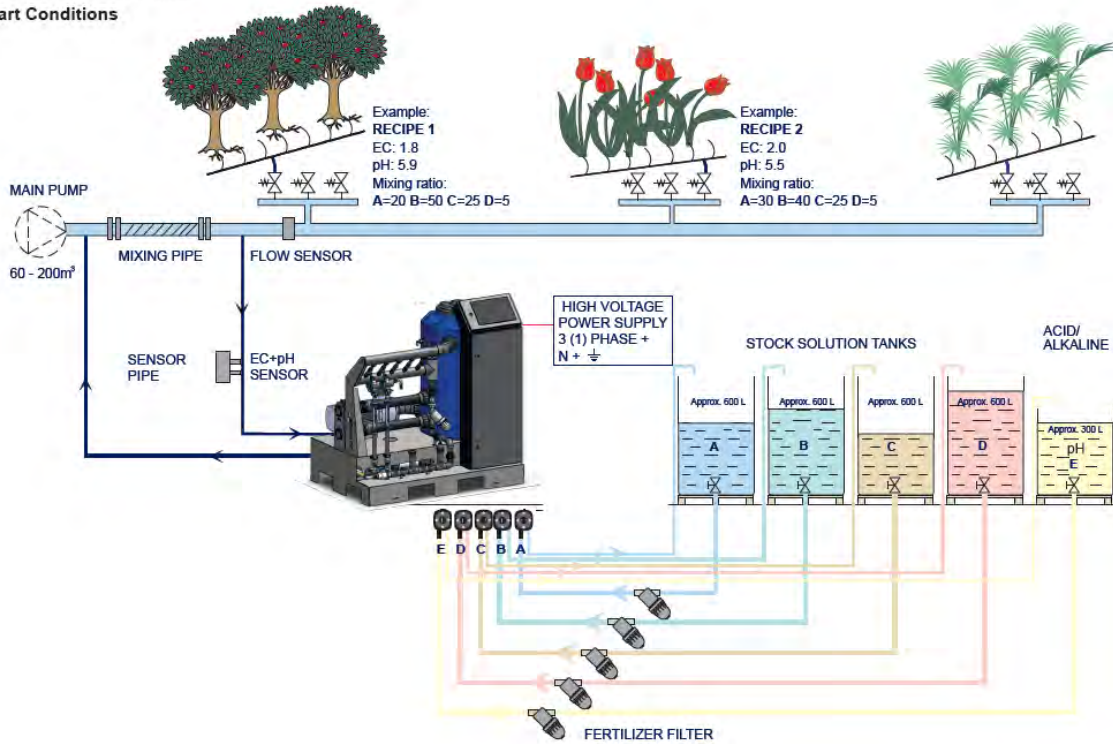 art Conditions
Example:
RECIPE 1
EC: 1.8
pH: 5.9
Mixing ratio:
A=20 B=50 C=25 D=5
Example:
RECIPE 2
EC: 2.0
pH: 5.5
Mixing ratio:
A=30 B=40 C=25 D=5
MAIN PUMP
60 - 200m³
MIXING PIPE
FLOW SENSOR
SENSOR
PIPE
EC+pH
SENSOR
HIGH VOLTAGE
POWER SUPPLY
3 (1) PHASE +
N +
STOCK SOLUTION TANKS
ACID/
ALKALINE
Approx. 600 L
A
Approx. 600 L
B
Approx. 600 L
C
Approx. 600 L
D
Approx. 300 L
pH
E
E D C B A
FERTILIZER FILTER